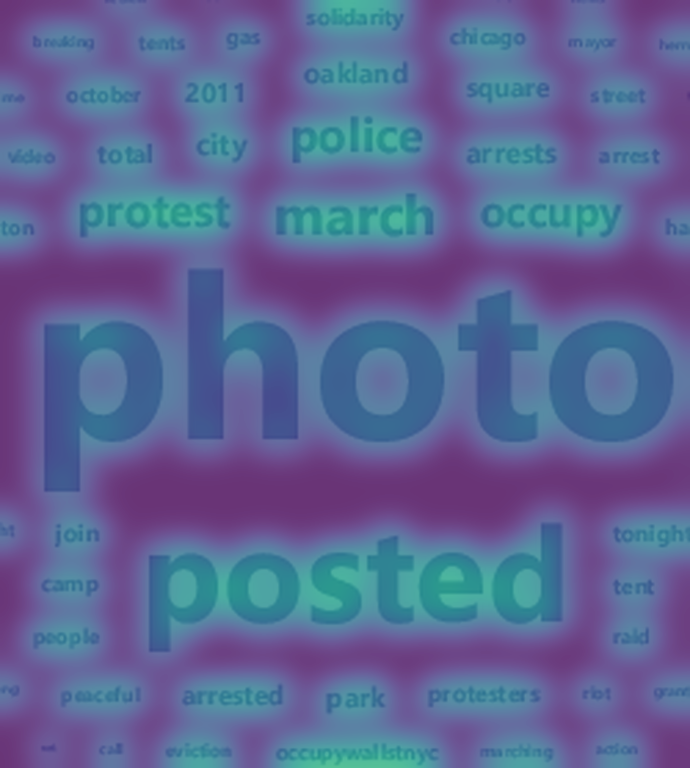 solidarity
breaking tents gas chicago mayor
oakland
october 2011 square street
police
video total city arrests arrest
protest march occupy
ton
photo
join tonight
posted
camp tent
people raid
peaceful arrested park protesters riot
call eviction occupywallstnyc marching action